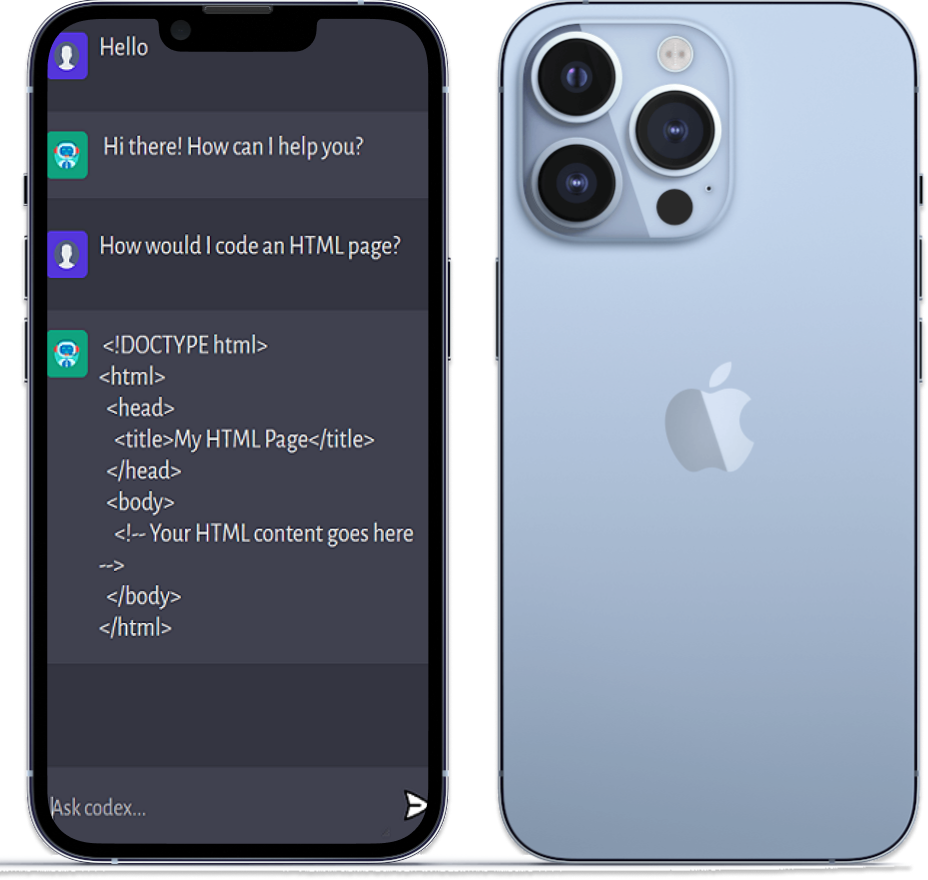 Hello
Hi there! How can I help you?
How would I code an HTML page?
<!DOCTYPE html>
<html>
<head>
<title>My HTML Page</title>
</head>
<body>
<!-- Your HTML content goes here
-->
</body>
</html>
Ask codex...